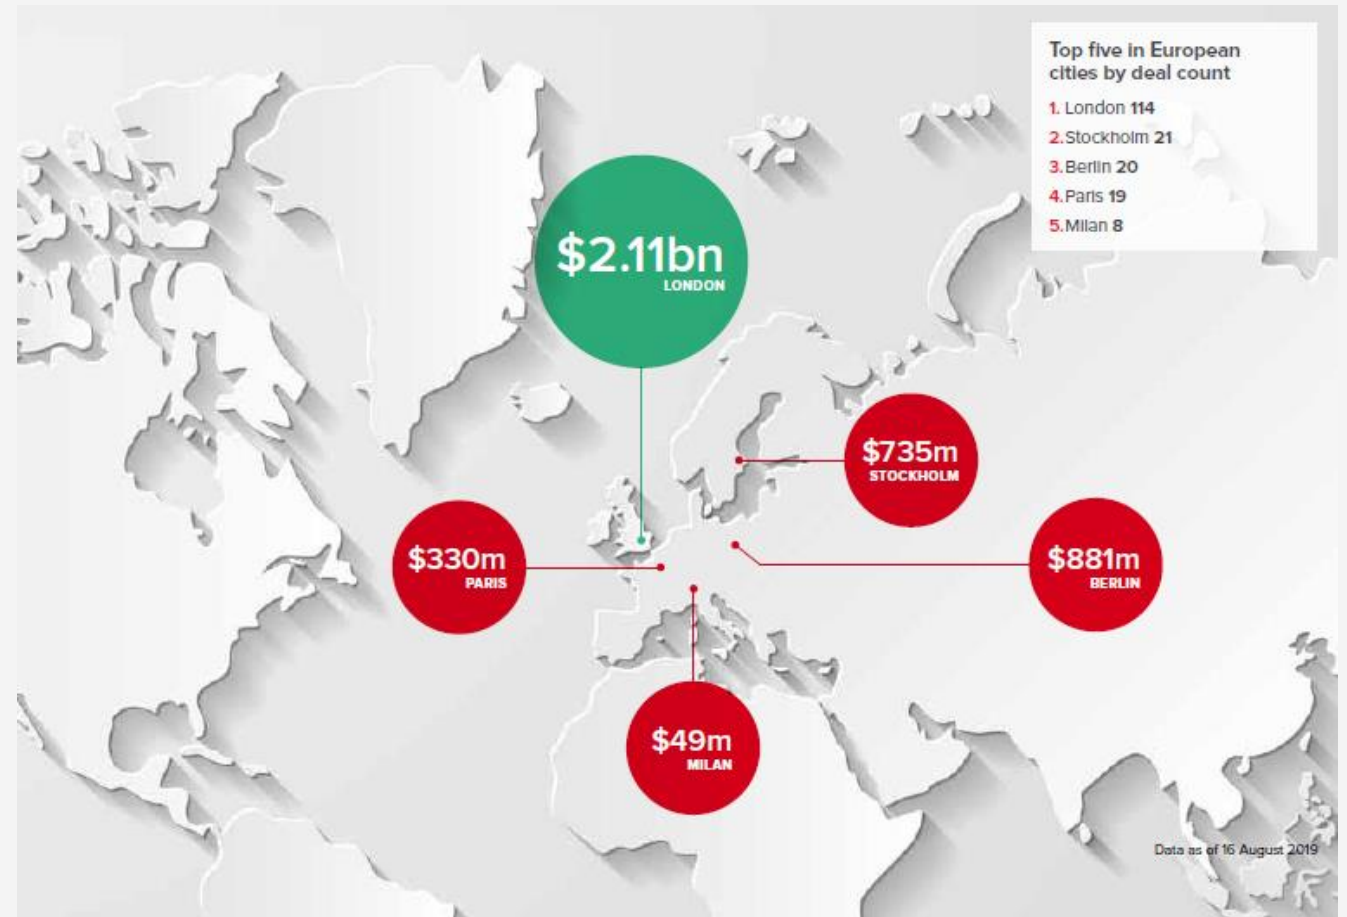 Top five in European
cities by deal count
1. London 114
2. Stockholm 21
3. Berlin 20
4. Paris 19
5. Milan 8
$2.11bn
LONDON
$735m
STOCKHOLM
$330m
PARIS
$881m
BERLIN
$49m
MILAN
Data as of 16 August 2019